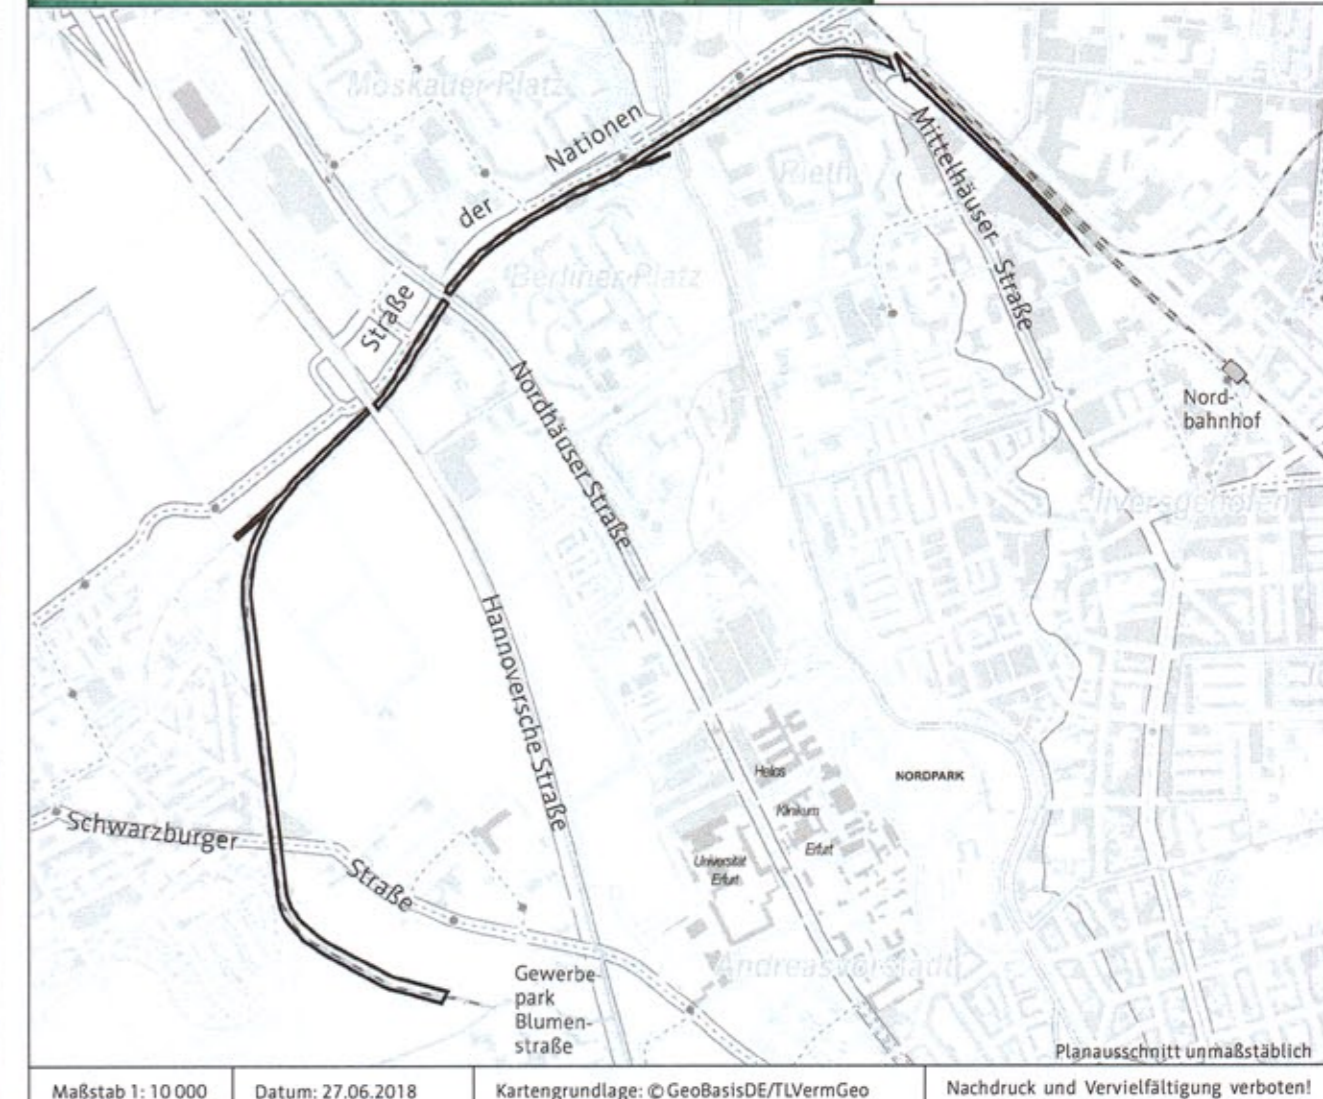 Moskauer Platz
Nationen
der
Straße
Berliner Platz
Rieth
Mittelhäuser Straße
Nordhäuser Straße
Nord-
bahnhof
Ilversgehofen
Hannoversche Straße
Helios
Klinikum
Erfurt
NORDPARK
Universität
Erfurt
Schwarzburger
Straße
Andreasvorstadt
Gewerbe-
park
Blumen-
straße
Planausschnitt unmaßstäblich
Maßstab 1: 10 000
Datum: 27.06.2018
Kartengrundlage: © GeoBasisDE/TLVermGeo
Nachdruck und Vervielfältigung verboten!